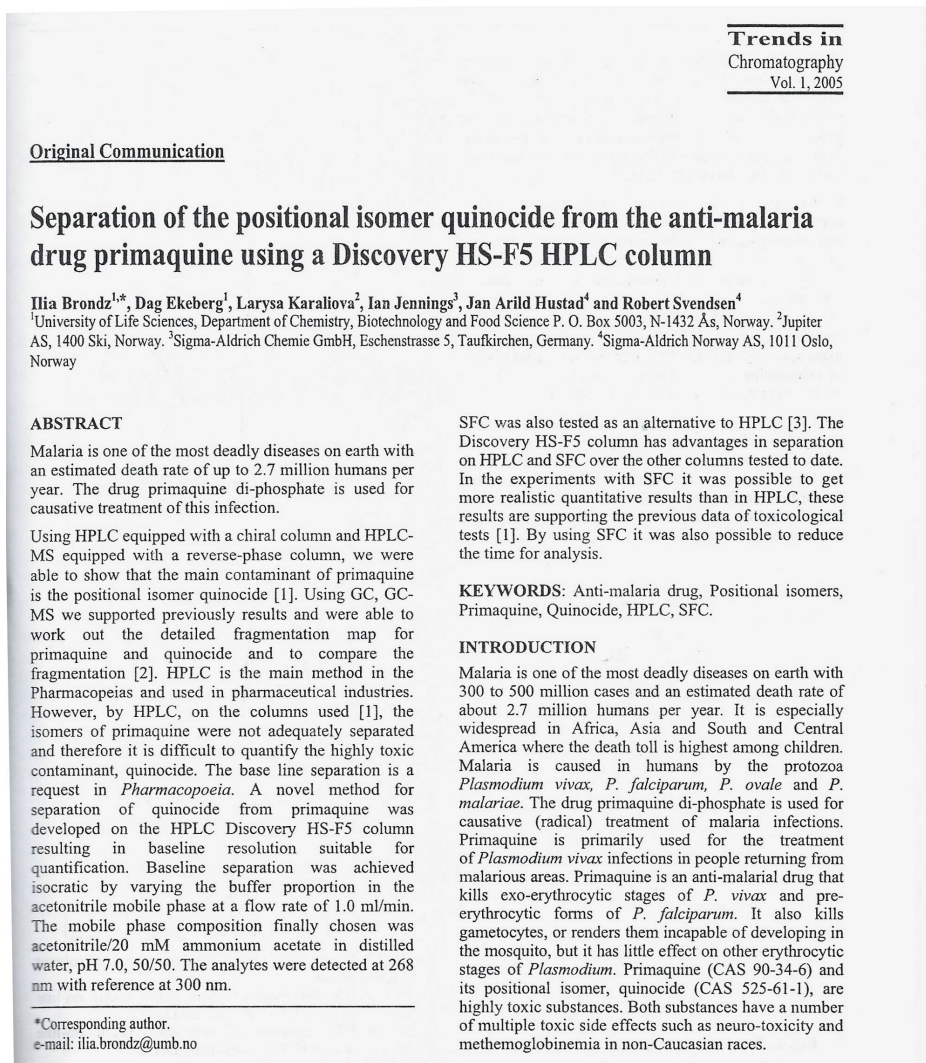 Trends in
Chromatography
Vol. 1, 2005
Original Communication
Separation of the positional isomer quinocide from the anti-malaria
drug primaquine using a Discovery HS-F5 HPLC column
Ilia Brondz1,*, Dag Ekeberg1, Larysa Karaliova2, Ian Jennings3, Jan Arild Hustad4 and Robert Svendsen4
1University of Life Sciences, Department of Chemistry, Biotechnology and Food Science P. O. Box 5003, N-1432 Ås, Norway. 2Jupiter
AS, 1400 Ski, Norway. 3Sigma-Aldrich Chemie GmbH, Eschenstrasse 5, Taufkirchen, Germany. 4Sigma-Aldrich Norway AS, 1011 Oslo,
Norway
ABSTRACT
Malaria is one of the most deadly diseases on earth with
an estimated death rate of up to 2.7 million humans per
year. The drug primaquine di-phosphate is used for
causative treatment of this infection.
Using HPLC equipped with a chiral column and HPLC-
MS equipped with a reverse-phase column, we were
able to show that the main contaminant of primaquine
is the positional isomer quinocide [1]. Using GC, GC-
MS we supported previously results and were able to
work out the detailed fragmentation map for
primaquine and quinocide and to compare the
fragmentation [2]. HPLC is the main method in the
Pharmacopeias and used in pharmaceutical industries.
However, by HPLC, on the columns used [1], the
isomers of primaquine were not adequately separated
and therefore it is difficult to quantify the highly toxic
contaminant, quinocide. The base line separation is a
request in Pharmacopoeia. A novel method for
separation of quinocide from primaquine was
developed on the HPLC Discovery HS-F5 column
resulting in baseline resolution suitable for
quantification. Baseline separation was achieved
isocratic by varying the buffer proportion in the
acetonitrile mobile phase at a flow rate of 1.0 ml/min.
The mobile phase composition finally chosen was
acetonitrile/20 mM ammonium acetate in distilled
water, pH 7.0, 50/50. The analytes were detected at 268
nm with reference at 300 nm.
*Corresponding author.
e-mail: ilia.brondz@umb.no
SFC was also tested as an alternative to HPLC [3]. The
Discovery HS-F5 column has advantages in separation
on HPLC and SFC over the other columns tested to date.
In the experiments with SFC it was possible to get
more realistic quantitative results than in HPLC, these
results are supporting the previous data of toxicological
tests [1]. By using SFC it was also possible to reduce
the time for analysis.
KEYWORDS: Anti-malaria drug, Positional isomers,
Primaquine, Quinocide, HPLC, SFC.
INTRODUCTION
Malaria is one of the most deadly diseases on earth with
300 to 500 million cases and an estimated death rate of
about 2.7 million humans per year. It is especially
widespread in Africa, Asia and South and Central
America where the death toll is highest among children.
Malaria is caused in humans by the protozoa
Plasmodium vivax, P. falciparum, P. ovale and P.
malariae. The drug primaquine di-phosphate is used for
causative (radical) treatment of malaria infections.
Primaquine is primarily used for the treatment
of Plasmodium vivax infections in people returning from
malarious areas. Primaquine is an anti-malarial drug that
kills exo-erythrocytic stages of P. vivax and pre-
erythrocytic forms of P. falciparum. It also kills
gametocytes, or renders them incapable of developing in
the mosquito, but it has little effect on other erythrocytic
stages of Plasmodium. Primaquine (CAS 90-34-6) and
its positional isomer, quinocide (CAS 525-61-1), are
highly toxic substances. Both substances have a number
of multiple toxic side effects such as neuro-toxicity and
methemoglobinemia in non-Caucasian races.